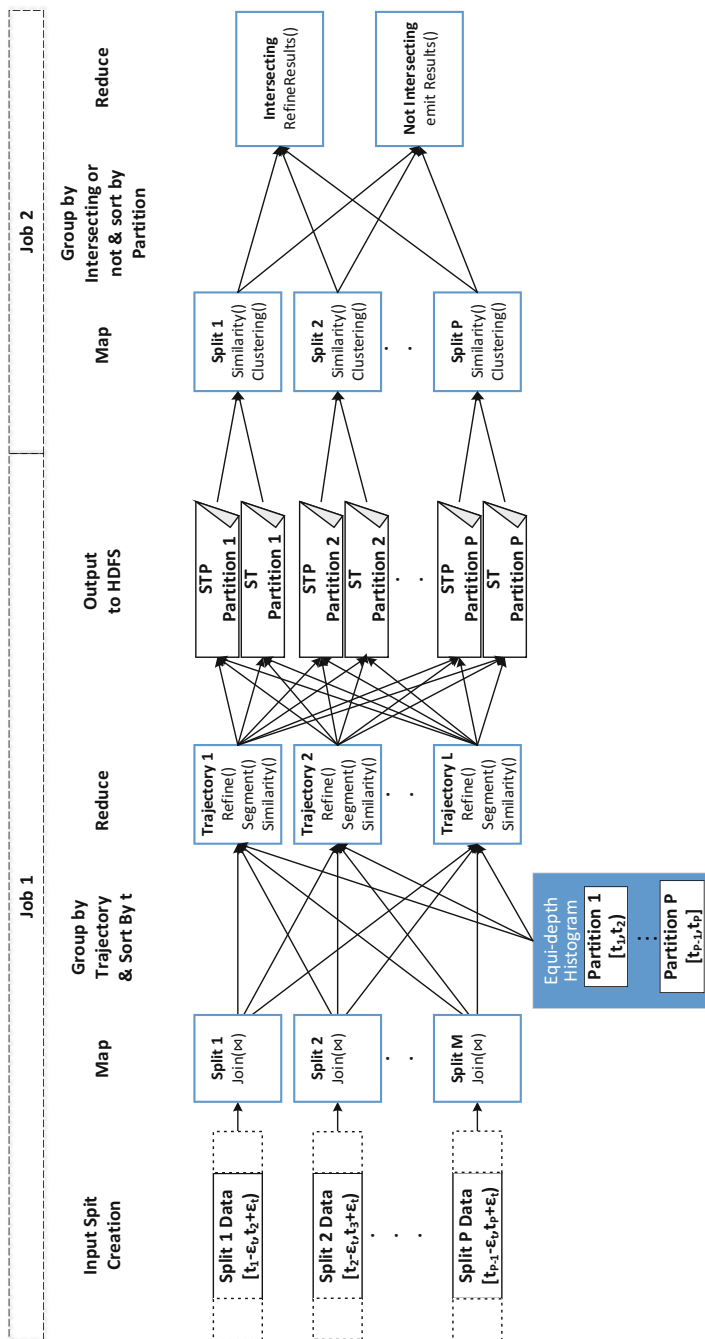 Job 1
Job 2
Input Spit
Creation
Map
Group by
Trajectory
& Sort By t
Reduce
Output
to HDFS
Map
Group by
Intersecting or
not & sort by
Partition
Reduce
Split 1 Data
[t₁-εₜ,t₂+εₜ)
Split 2 Data
[t₂-εₜ,t₃+εₜ)
. . . .
Split P Data
[t_P-1-εₜ,t_P+εₜ)
Split 1
Join(⋈)
Split 2
Join(⋈)
. .
Split M
Join(⋈)
Equi-depth
Histogram
Partition 1
[t₁,t₂)
...
Partition P
[t_P-1,t_P]
Trajectory 1
Refine()
Segment()
Similarity()
Trajectory 2
Refine()
Segment()
Similarity()
. .
Trajectory L
Refine()
Segment()
Similarity()
STP
Partition 1
ST
Partition 1
STP
Partition 2
ST
Partition 2
. .
STP
Partition P
ST
Partition P
Split 1
Similarity()
Clustering()
Split 2
Similarity()
Clustering()
. .
Split P
Similarity()
Clustering()
Intersecting
RefineResults()
Not Intersecting
emit Results()